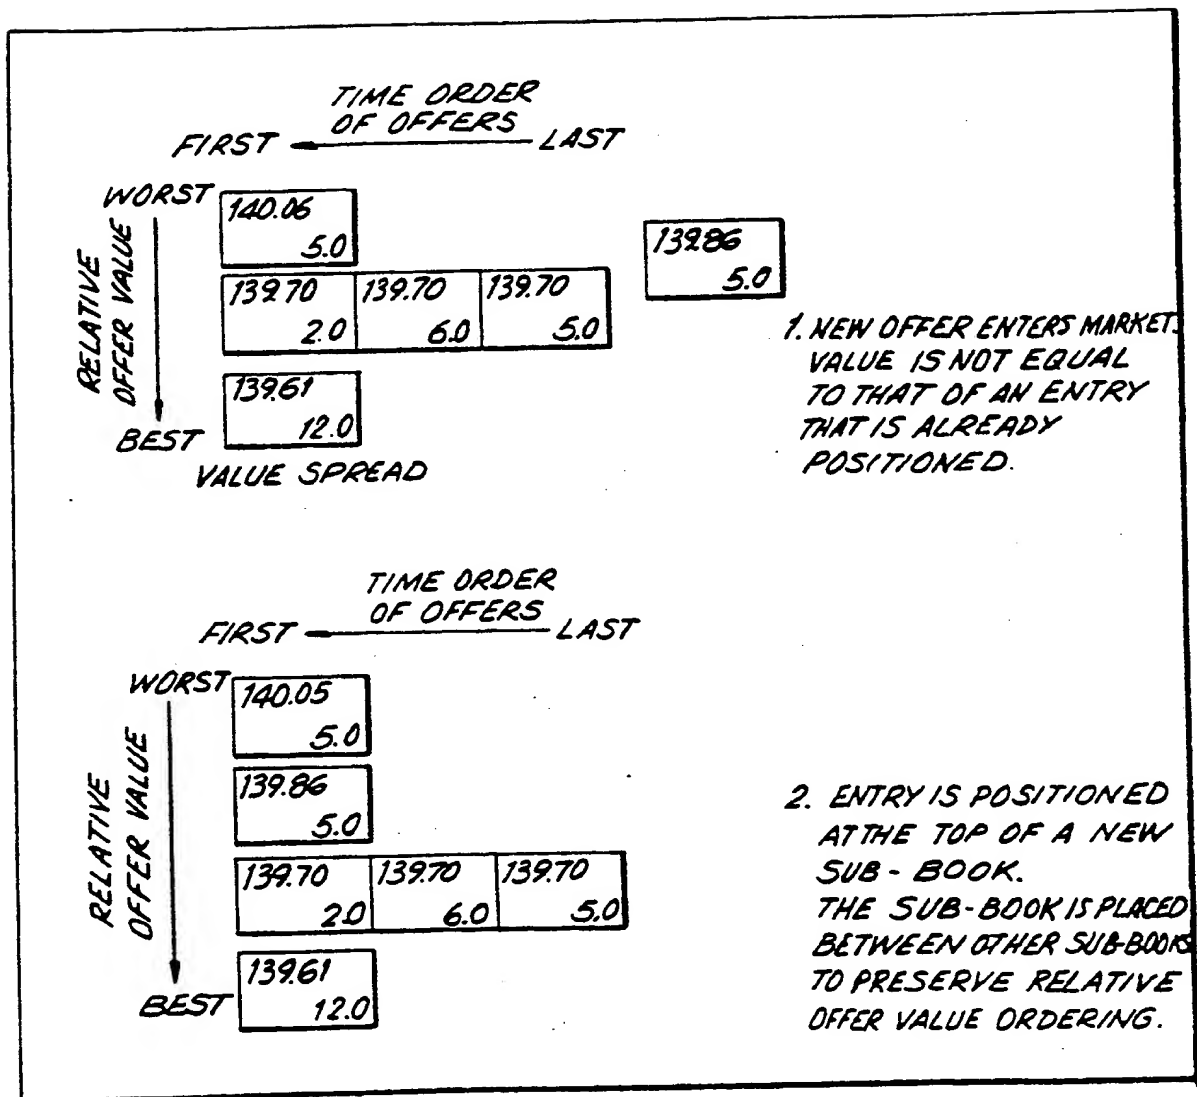 TIME ORDER
OF OFFERS
FIRST LAST
WORST
RELATIVE
OFFER VALUE
140.06
5.0
139.70 139.70 139.70
2.0 6.0 5.0
139.61
12.0
BEST
VALUE SPREAD
139.86
5.0
1. NEW OFFER ENTERS MARKET.
VALUE IS NOT EQUAL
TO THAT OF AN ENTRY
THAT IS ALREADY
POSITIONED.
TIME ORDER
OF OFFERS
FIRST LAST
WORST
RELATIVE
OFFER VALUE
140.05
5.0
139.86
5.0
139.70 139.70 139.70
2.0 6.0 5.0
139.61
12.0
BEST
2. ENTRY IS POSITIONED
AT THE TOP OF A NEW
SUB-BOOK.
THE SUB-BOOK IS PLACED
BETWEEN OTHER SUB-BOOKS
TO PRESERVE RELATIVE
OFFER VALUE ORDERING.